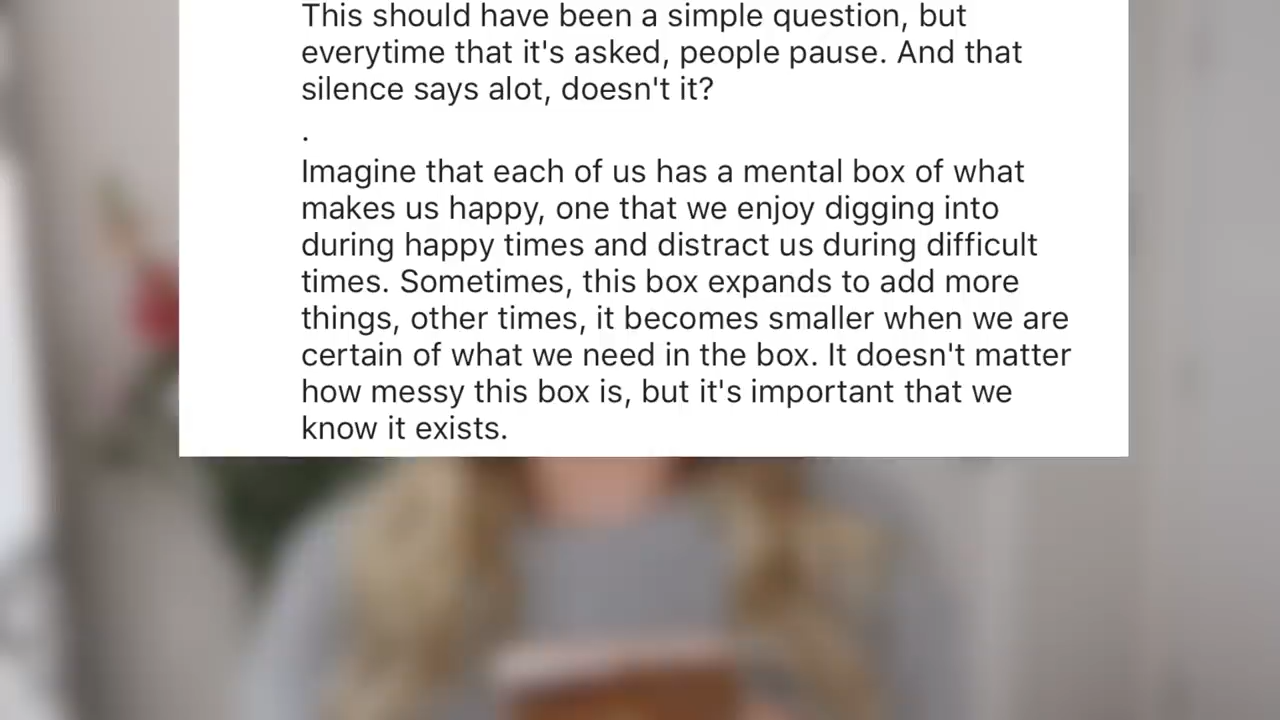 This should have been a simple question, but
everytime that it's asked, people pause. And that
silence says alot, doesn't it?
.
Imagine that each of us has a mental box of what
makes us happy, one that we enjoy digging into
during happy times and distract us during difficult
times. Sometimes, this box expands to add more
things, other times, it becomes smaller when we are
certain of what we need in the box. It doesn't matter
how messy this box is, but it's important that we
know it exists.